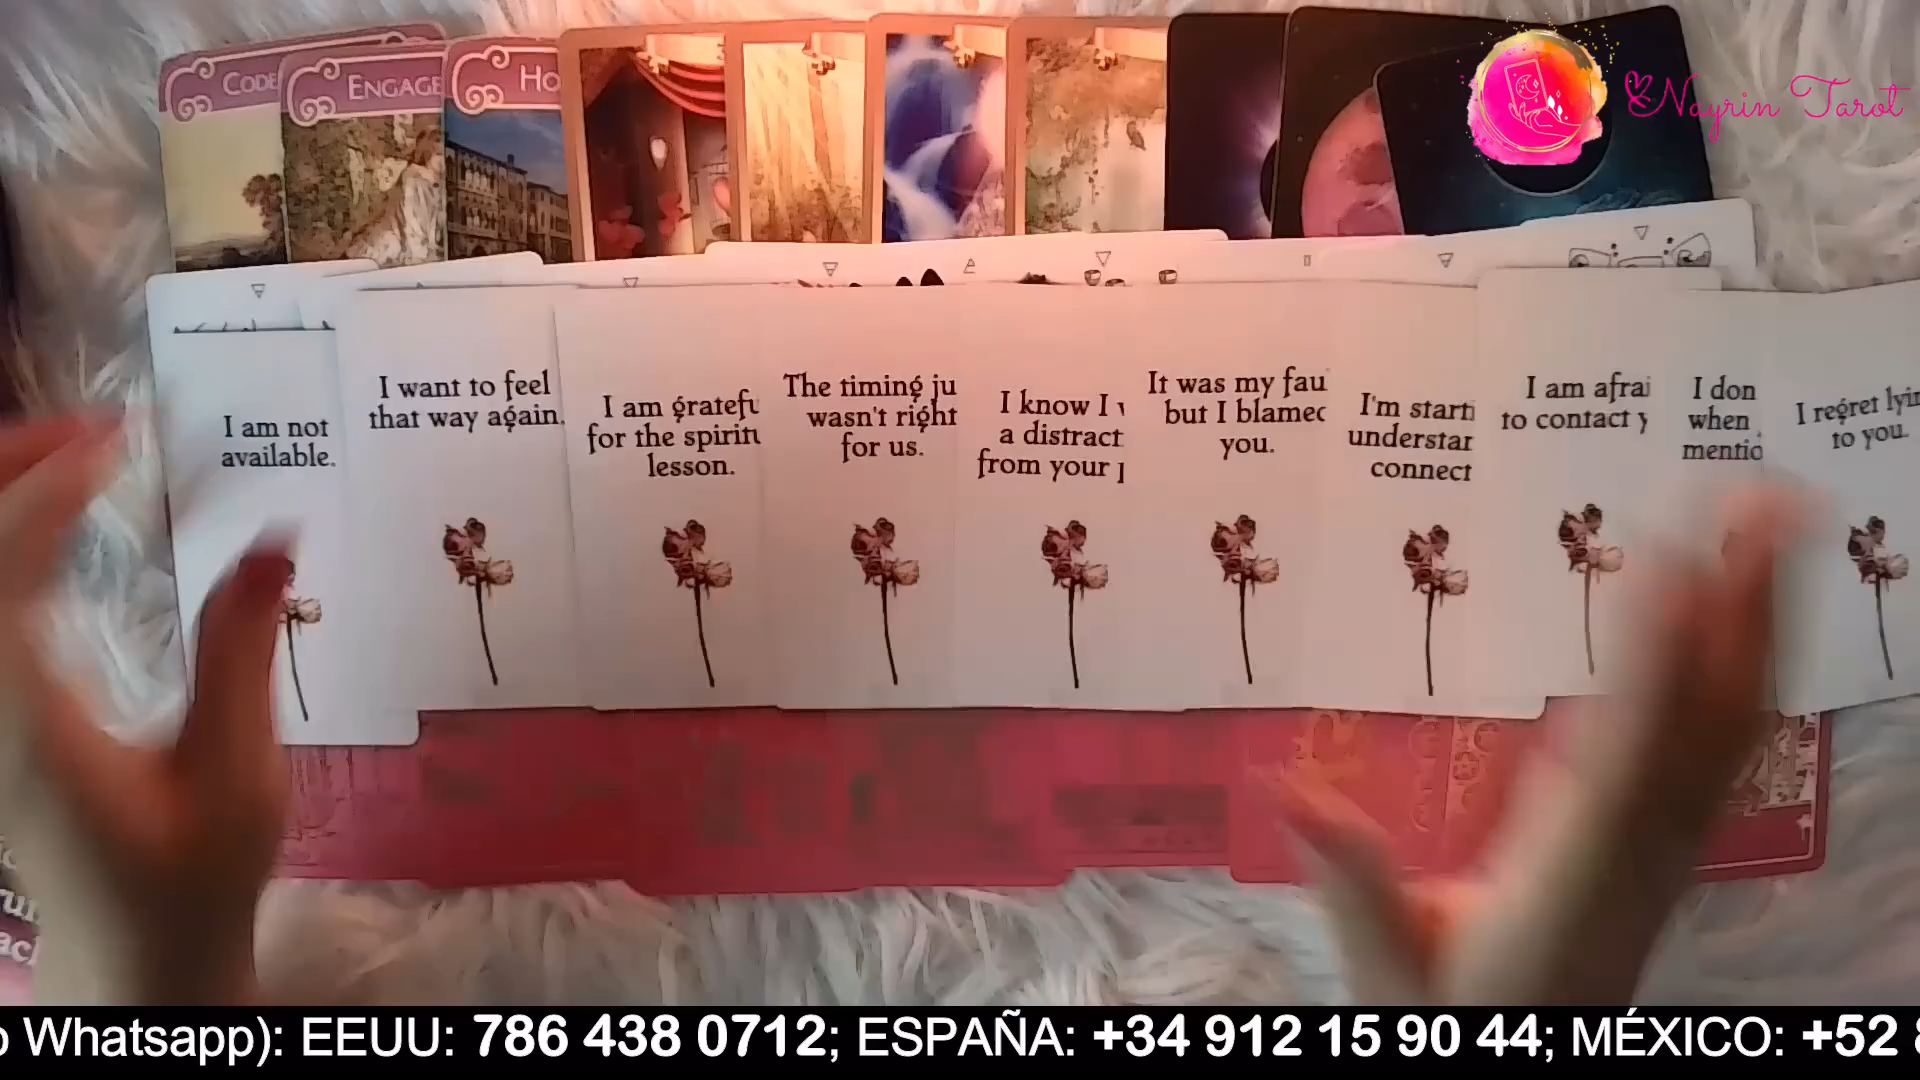 CODE
ENGAGE
HO
Nayrin Tarot
I am not
available.
I want to feel
that way again.
I am gratefu
for the spiritu
lesson.
The timing ju
wasn't right
for us.
I know I
a distract
from your
It was my fau
but I blamed
you.
I'm starti
understan
connect
I am afrai
to contact y
I don
when
mentio
I regret lyin
to you.
o Whatsapp): EEUU: 786 438 0712; ESPAÑA: +34 912 15 90 44; MÉXICO: +52